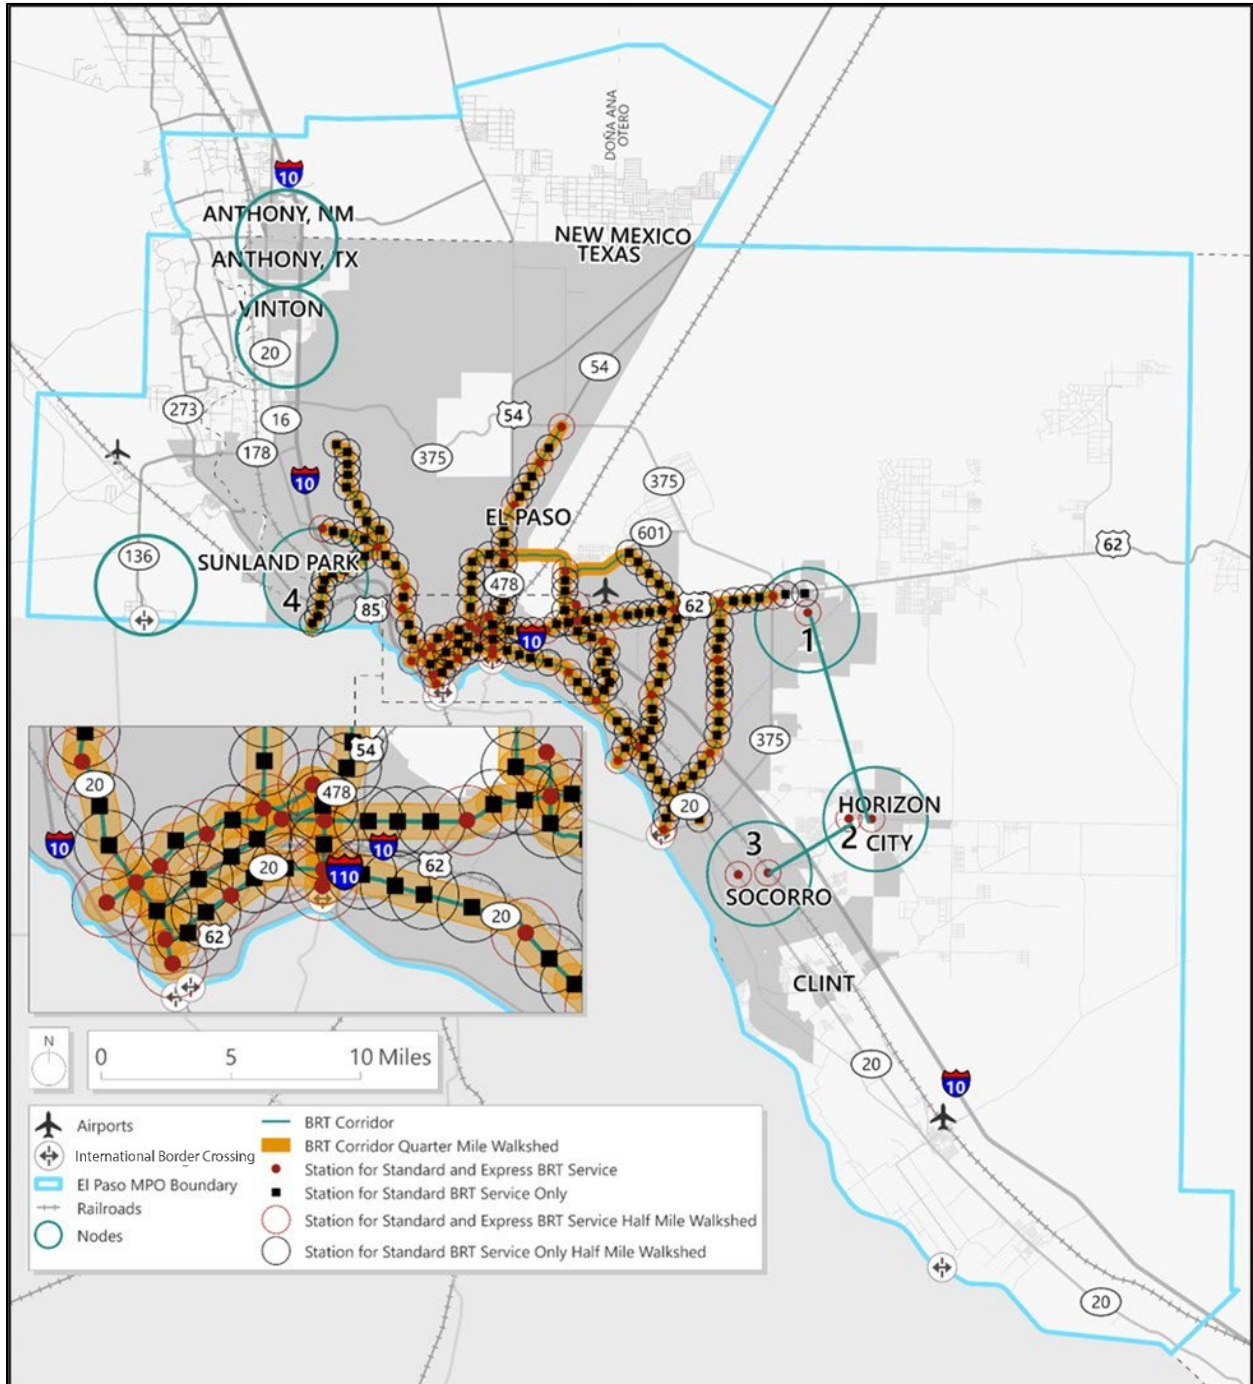 DOÑA ANA
OTERO
10
ANTHONY, NM
NEW MEXICO
TEXAS
ANTHONY, TX
VINTON
20
54
273
16
54
178
375
10
375
EL PASO
601
62
136
SUNLAND PARK
478
4
85
62
10
1
375
20
HORIZON
2
CITY
3
SOCORRO
CLINT
20
10
20
54
20
478
10
10
62
20
110
20
62
N
0 5 10 Miles
Airports
International Border Crossing
El Paso MPO Boundary
Railroads
Nodes
BRT Corridor
BRT Corridor Quarter Mile Walkshed
Station for Standard and Express BRT Service
Station for Standard BRT Service Only
Station for Standard and Express BRT Service Half Mile Walkshed
Station for Standard BRT Service Only Half Mile Walkshed